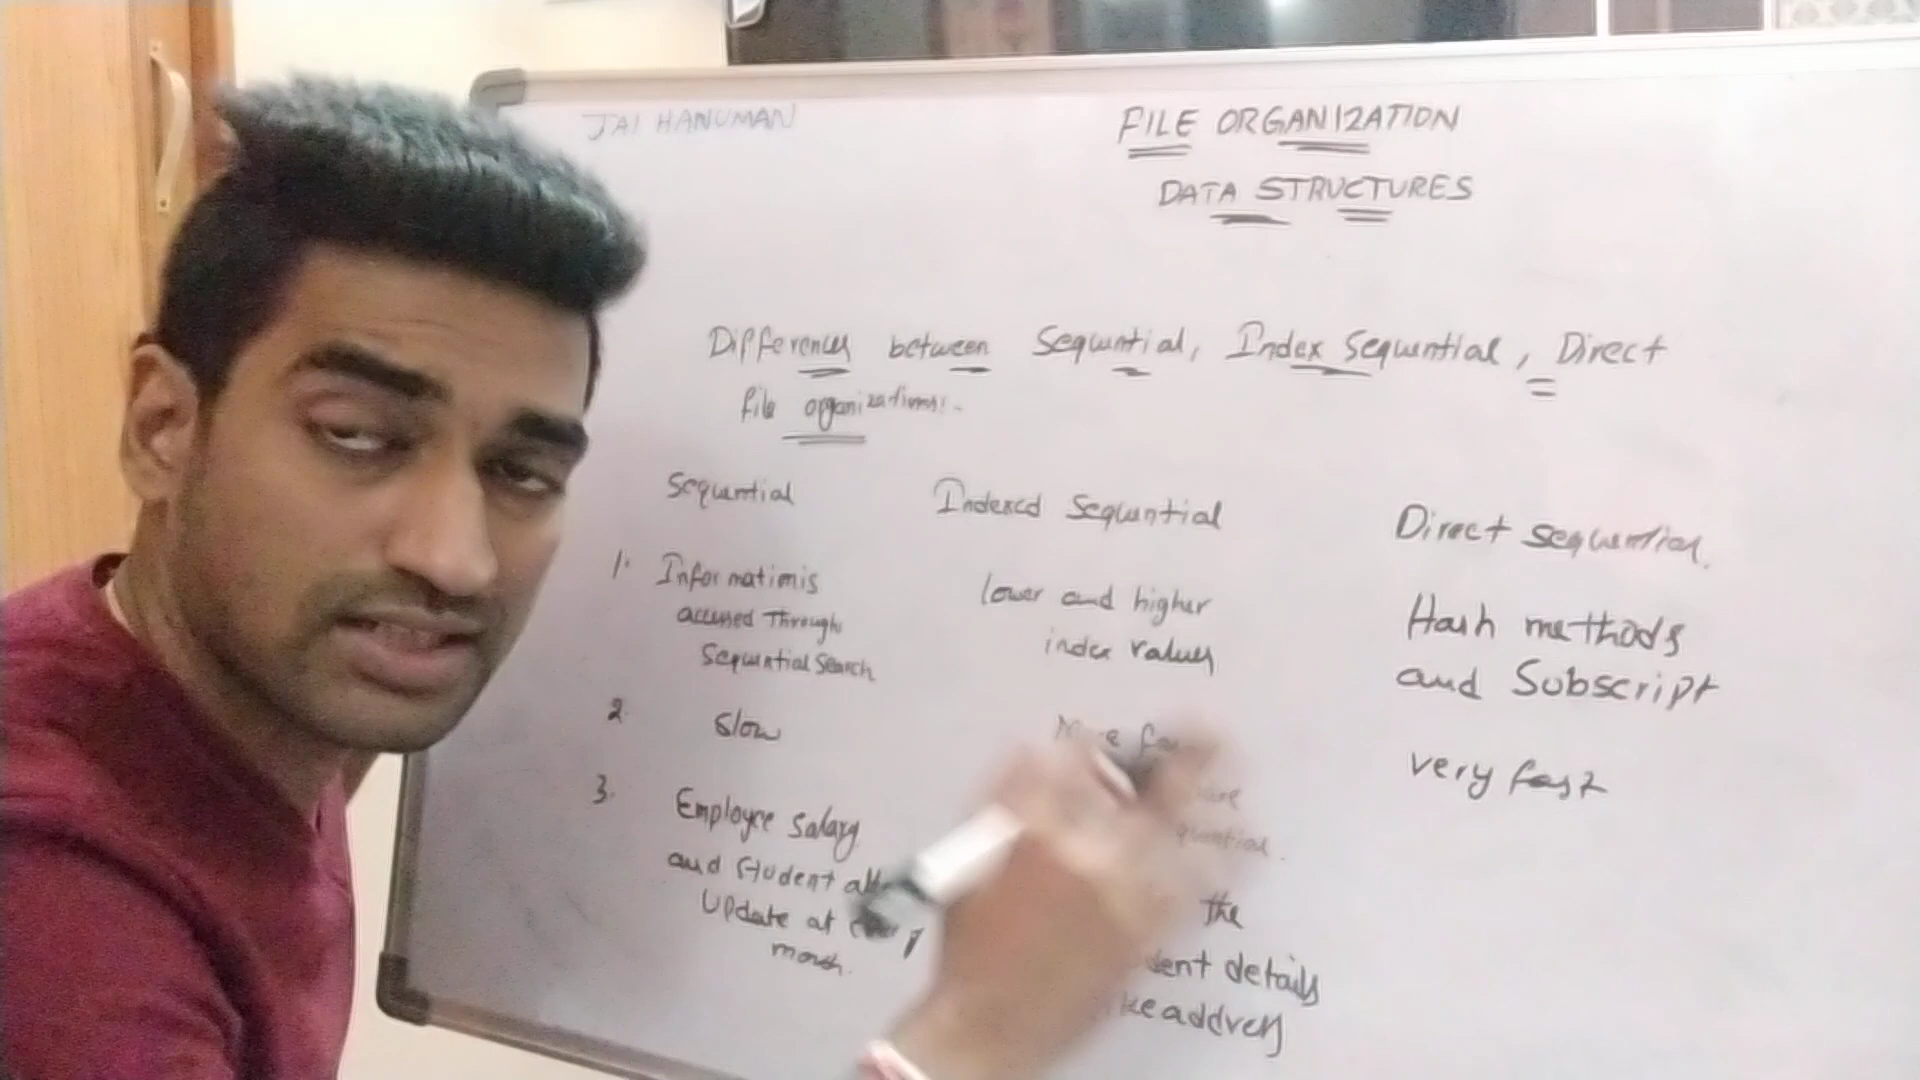 JAI HANUMAN
FILE ORGANIZATION
DATA STRUCTURES
Differences between Sequential, Index Sequential, Direct
file organizations:-
Sequential
Indexed Sequential
Direct sequential.
1. Information is
accessed through
Sequential Search
lower and higher
index values
Hash methods
and Subscript
2. Slow
very fast
3. Employee Salary
and Student
Update at
month.
the
details
address